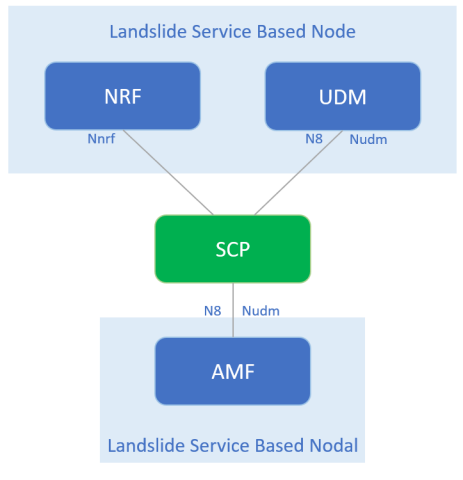 Landslide Service Based Node
NRF
UDM
Nnrf
N8
Nudm
SCP
N8
Nudm
AMF
Landslide Service Based Nodal